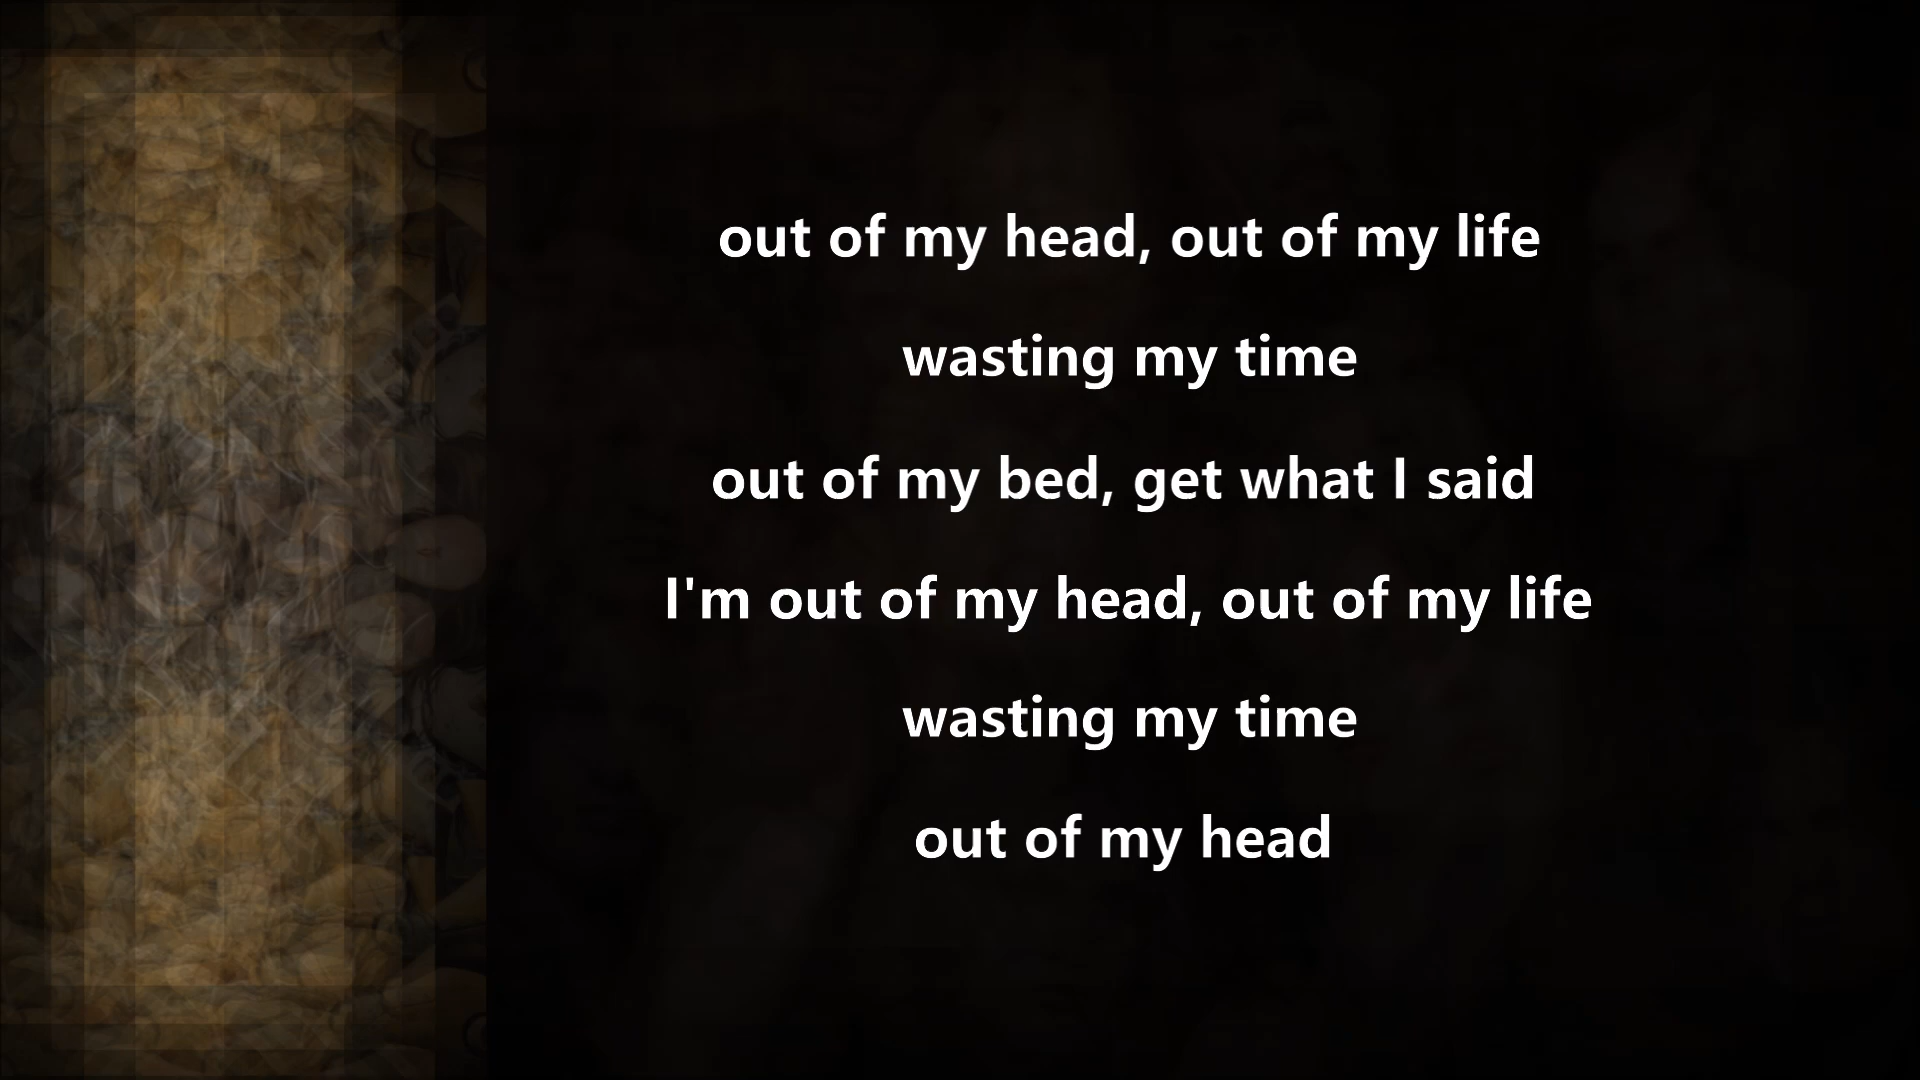 out of my head, out of my life
wasting my time
out of my bed, get what I said
I'm out of my head, out of my life
wasting my time
out of my head